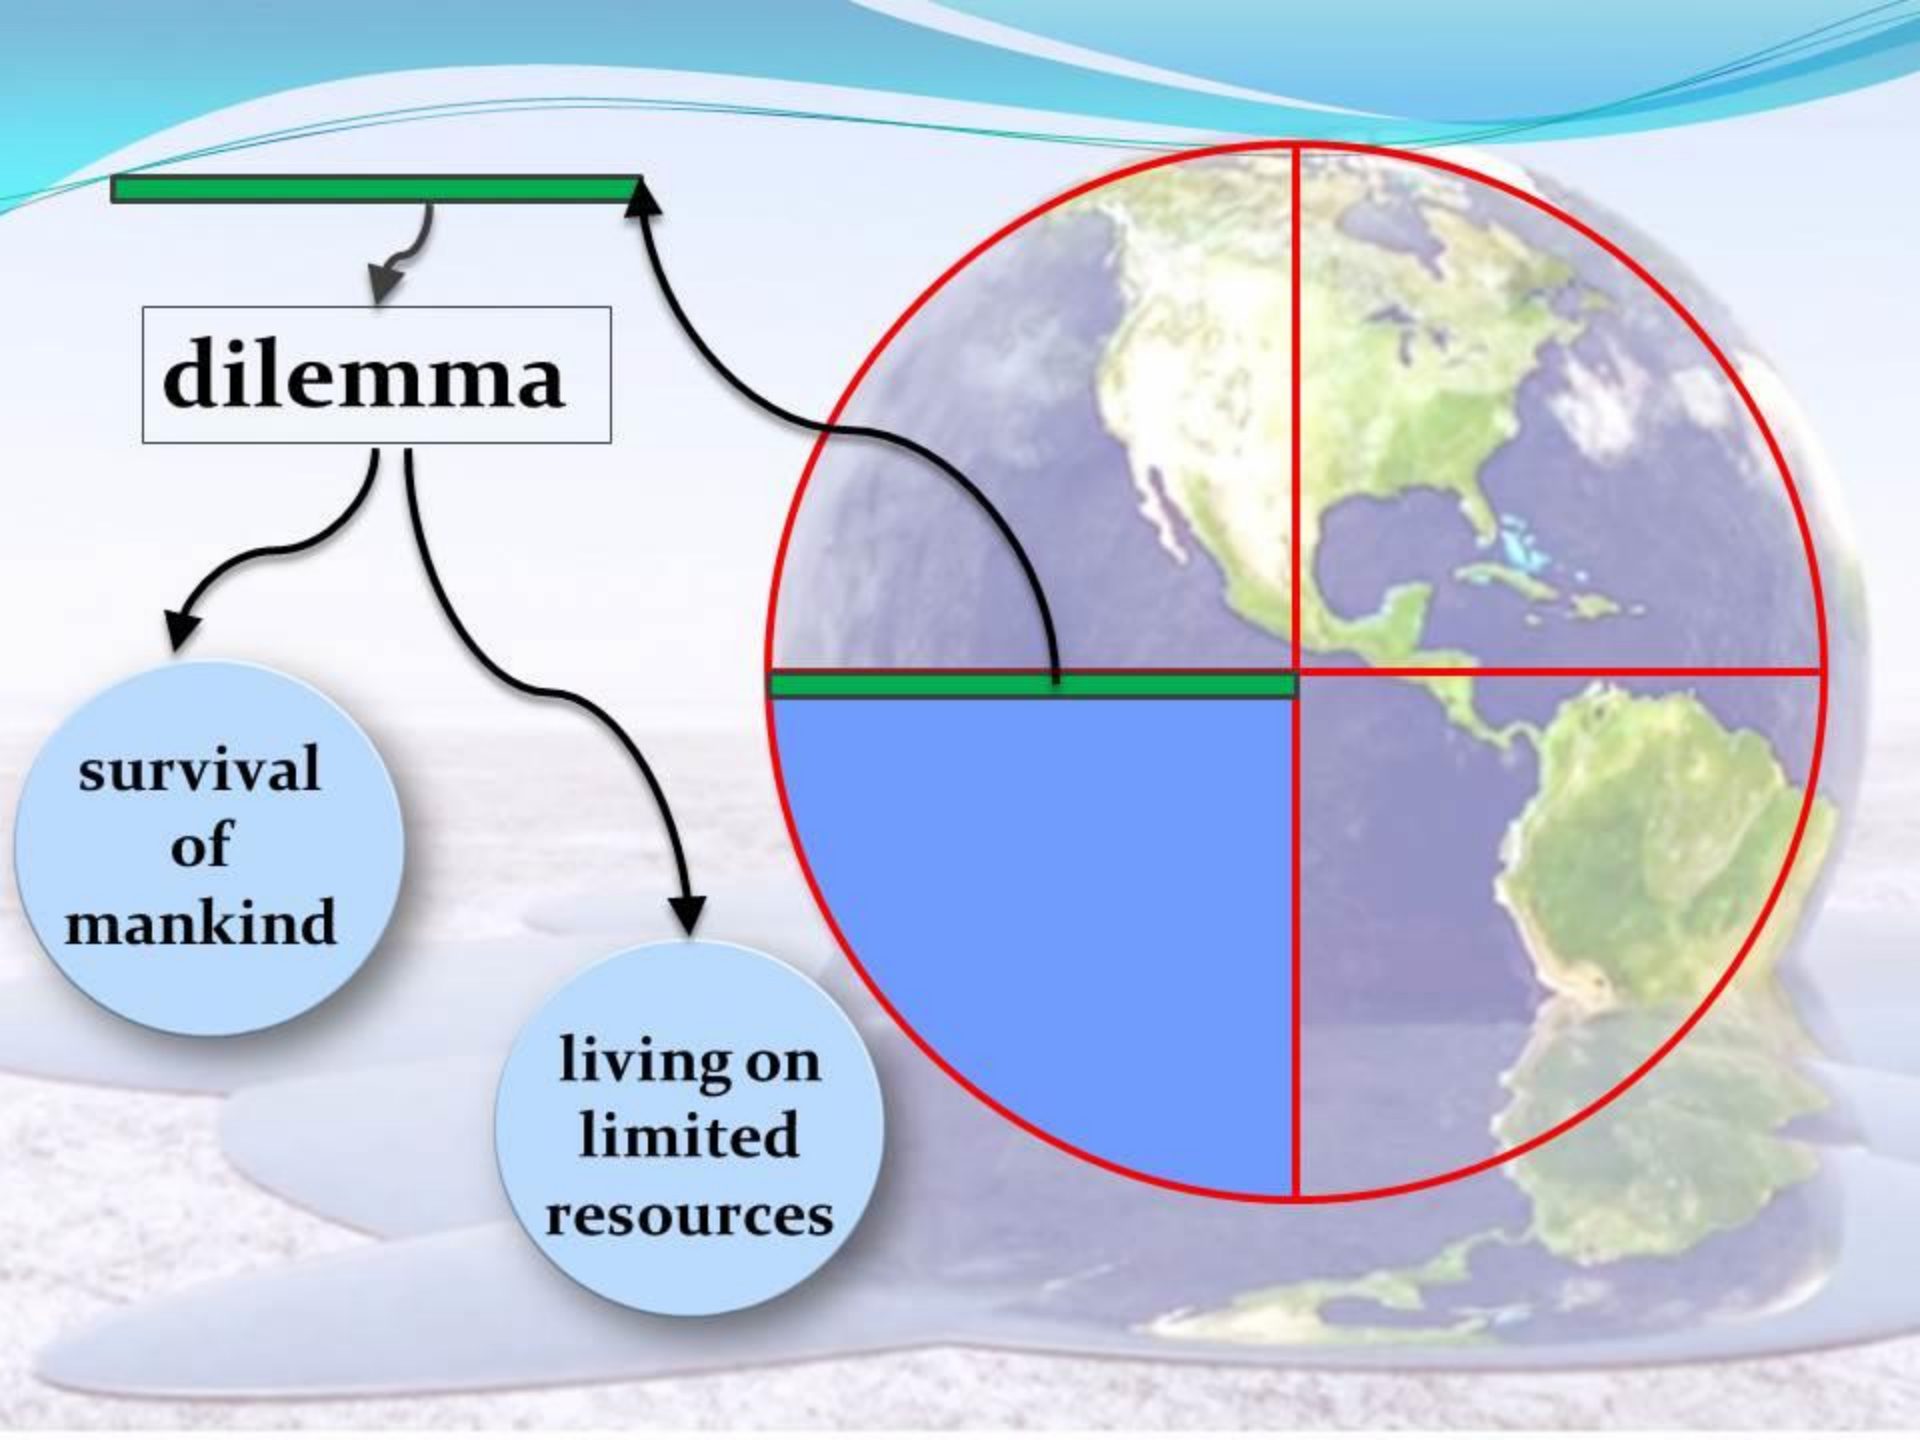 dilemma
survival
of
mankind
living on
limited
resources